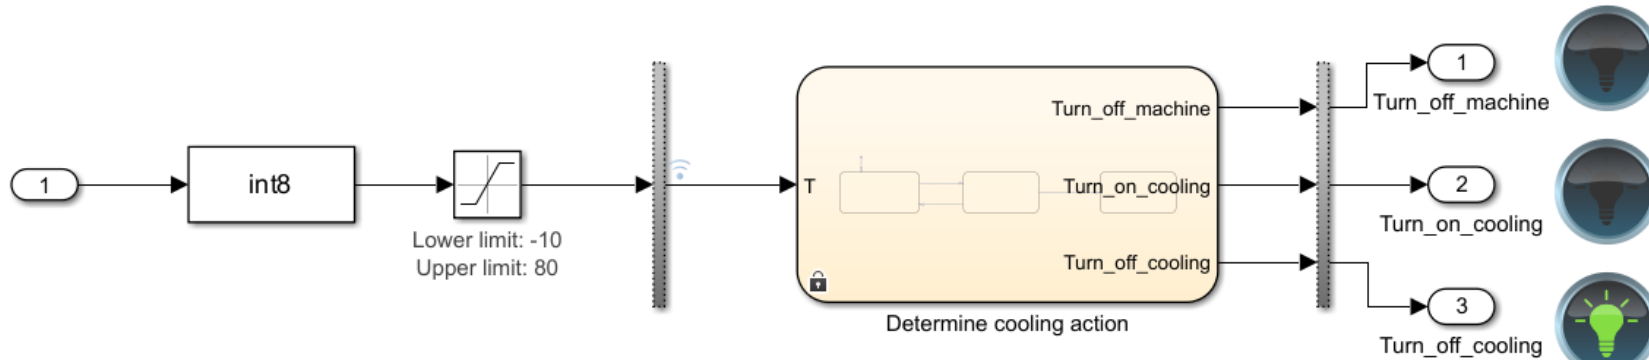 1
int8
Lower limit: -10
Upper limit: 80
T
Turn_off_machine
Turn_on_cooling
Turn_off_cooling
Determine cooling action
1
Turn_off_machine
2
Turn_on_cooling
3
Turn_off_cooling